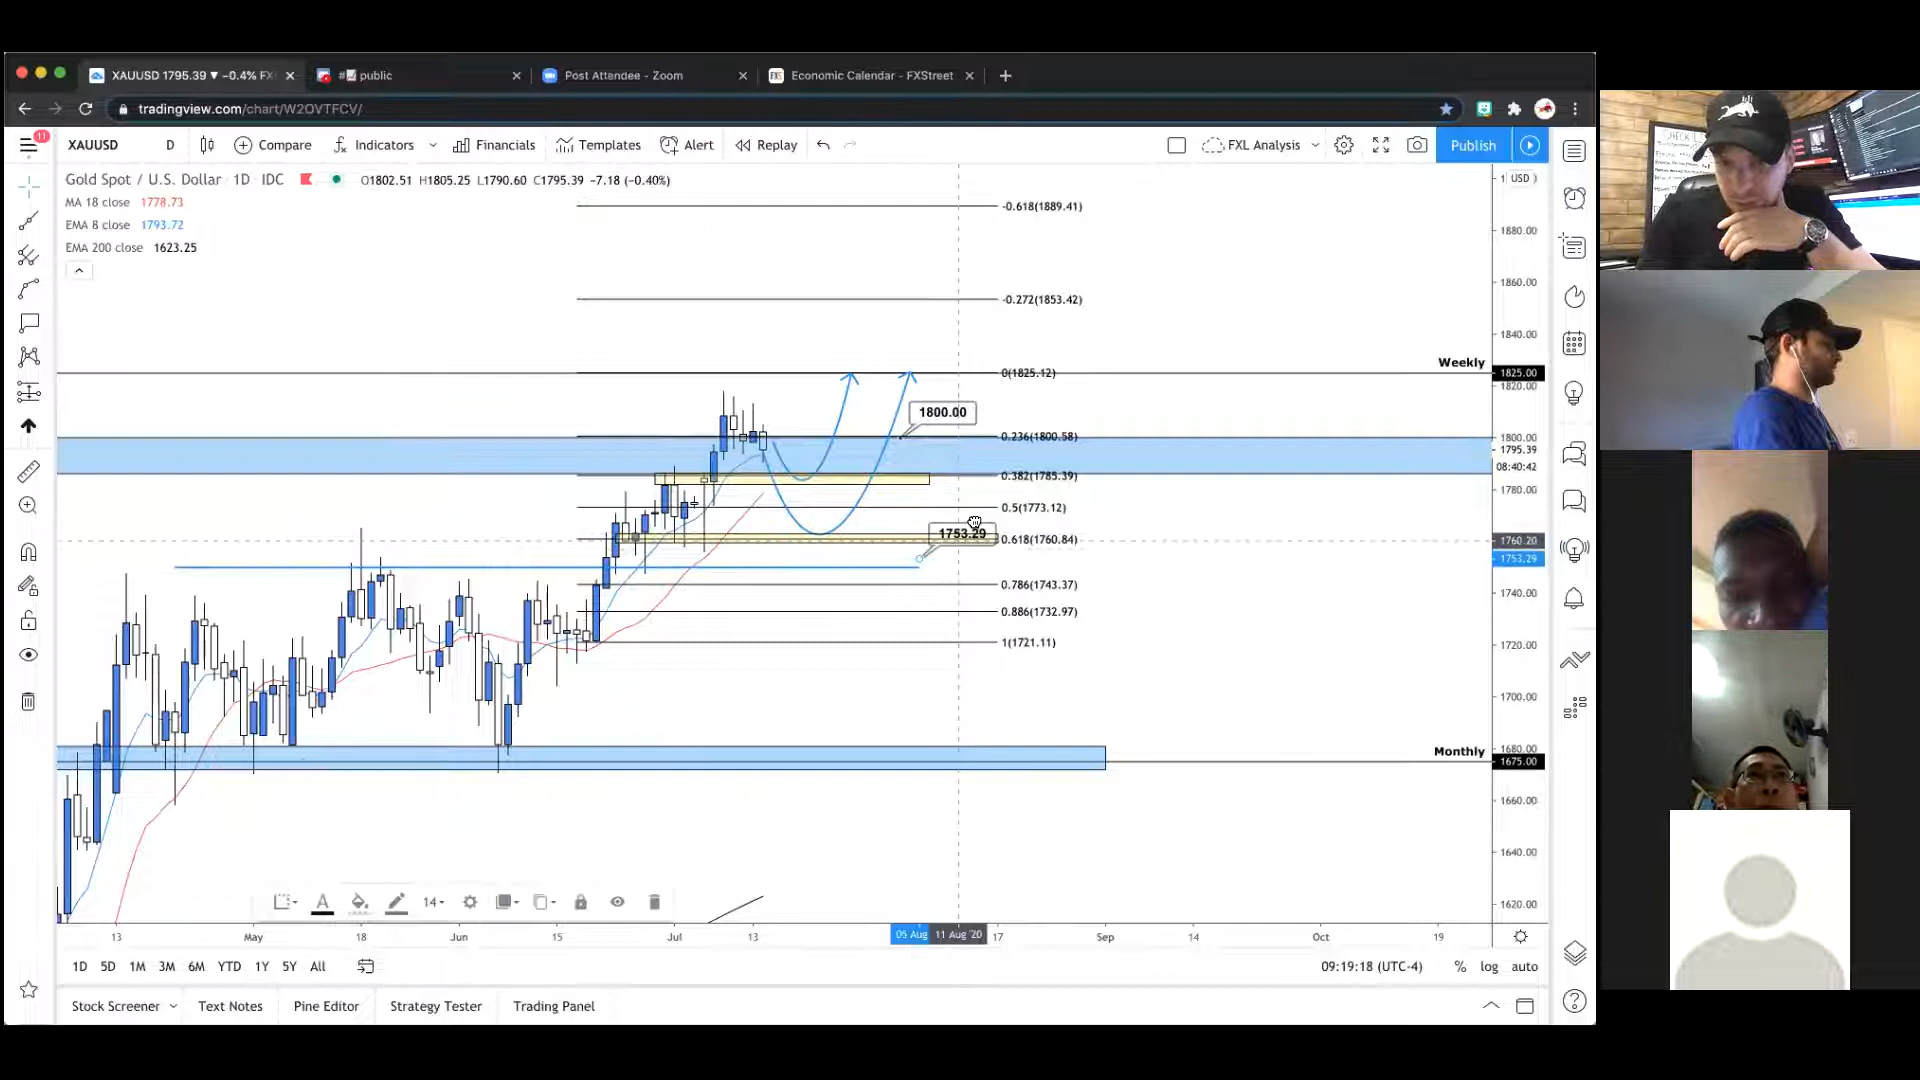 XAUUSD 1795.39 ▼ −0.4% FX
# public
Post Attendee - Zoom
Economic Calendar - FXStreet
tradingview.com/chart/W2OVTFCV/
11
XAUUSD
D
Compare
Indicators
Financials
Templates
Alert
Replay
FXL Analysis
Publish
Gold Spot / U.S. Dollar · 1D · IDC
O1802.51 H1805.25 L1790.60 C1795.39 −7.18 (−0.40%)
USD
MA 18 close 1778.73
EMA 8 close 1793.72
EMA 200 close 1623.25
-0.618(1889.41)
1880.00
1860.00
-0.272(1853.42)
1840.00
Weekly
0(1825.12)
1825.00
1820.00
1800.00
0.236(1800.58)
1800.00
1795.39
08:40:42
0.382(1785.39)
1780.00
0.5(1773.12)
1753.29
0.618(1760.84)
1760.20
1753.29
0.786(1743.37)
1740.00
0.886(1732.97)
1720.00
1(1721.11)
1700.00
Monthly
1680.00
1675.00
1660.00
1640.00
1620.00
14
13
May
18
Jun
15
Jul
13
05 Aug
11 Aug '20
17
Sep
14
Oct
19
1D 5D 1M 3M 6M YTD 1Y 5Y All
09:19:18 (UTC-4)
% log auto
Stock Screener
Text Notes
Pine Editor
Strategy Tester
Trading Panel